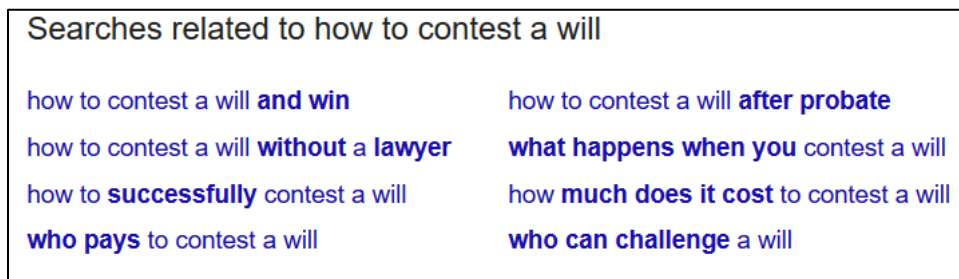 Searches related to how to contest a will
how to contest a will and win
how to contest a will without a lawyer
how to successfully contest a will
who pays to contest a will
how to contest a will after probate
what happens when you contest a will
how much does it cost to contest a will
who can challenge a will